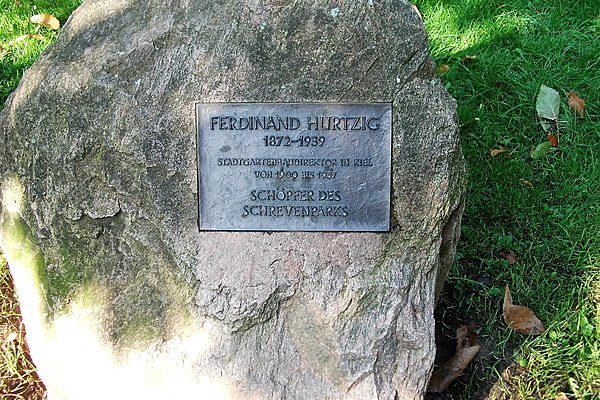 FERDINAND HURTZIG
1872-1939
STADTGARTENBAUDIREKTOR IN KIEL
VON 1900 BIS 1937
SCHÖPFER DES
SCHREVENPARKS